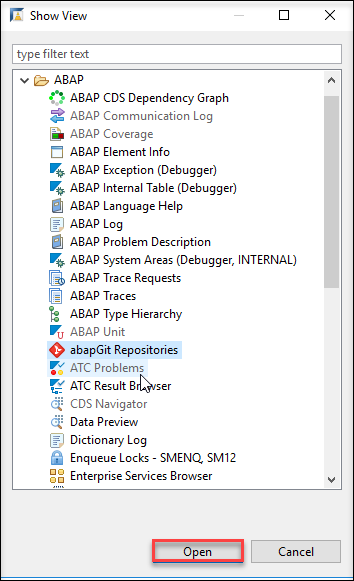 Show View
type filter text
ABAP
ABAP CDS Dependency Graph
ABAP Communication Log
ABAP Coverage
ABAP Element Info
ABAP Exception (Debugger)
ABAP Internal Table (Debugger)
ABAP Language Help
ABAP Log
ABAP Problem Description
ABAP System Areas (Debugger, INTERNAL)
ABAP Trace Requests
ABAP Traces
ABAP Type Hierarchy
ABAP Unit
abapGit Repositories
ATC Problems
ATC Result Browser
CDS Navigator
Data Preview
Dictionary Log
Enqueue Locks - SMENQ, SM12
Enterprise Services Browser
Open Cancel